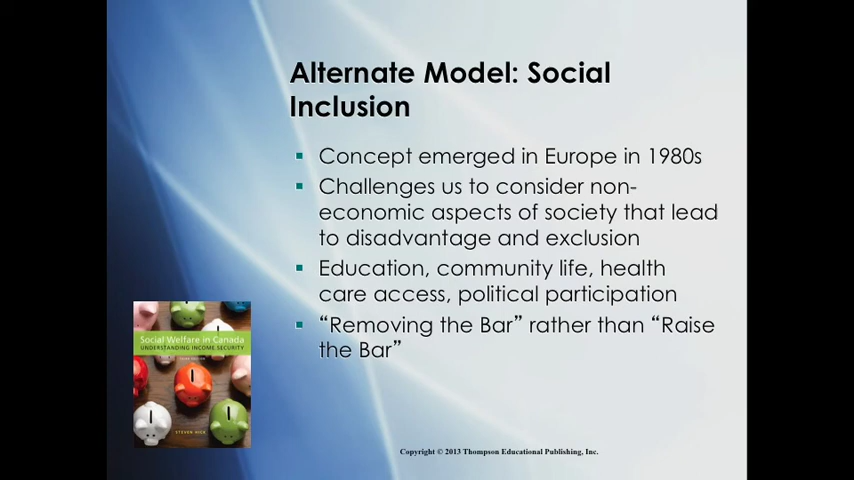 Alternate Model: Social
Inclusion
Concept emerged in Europe in 1980s
Challenges us to consider non-
economic aspects of society that lead
to disadvantage and exclusion
Education, community life, health
care access, political participation
“Removing the Bar” rather than “Raise
the Bar”
Social Welfare in Canada
UNDERSTANDING INCOME SECURITY
STEVEN HICK
Copyright © 2013 Thompson Educational Publishing, Inc.